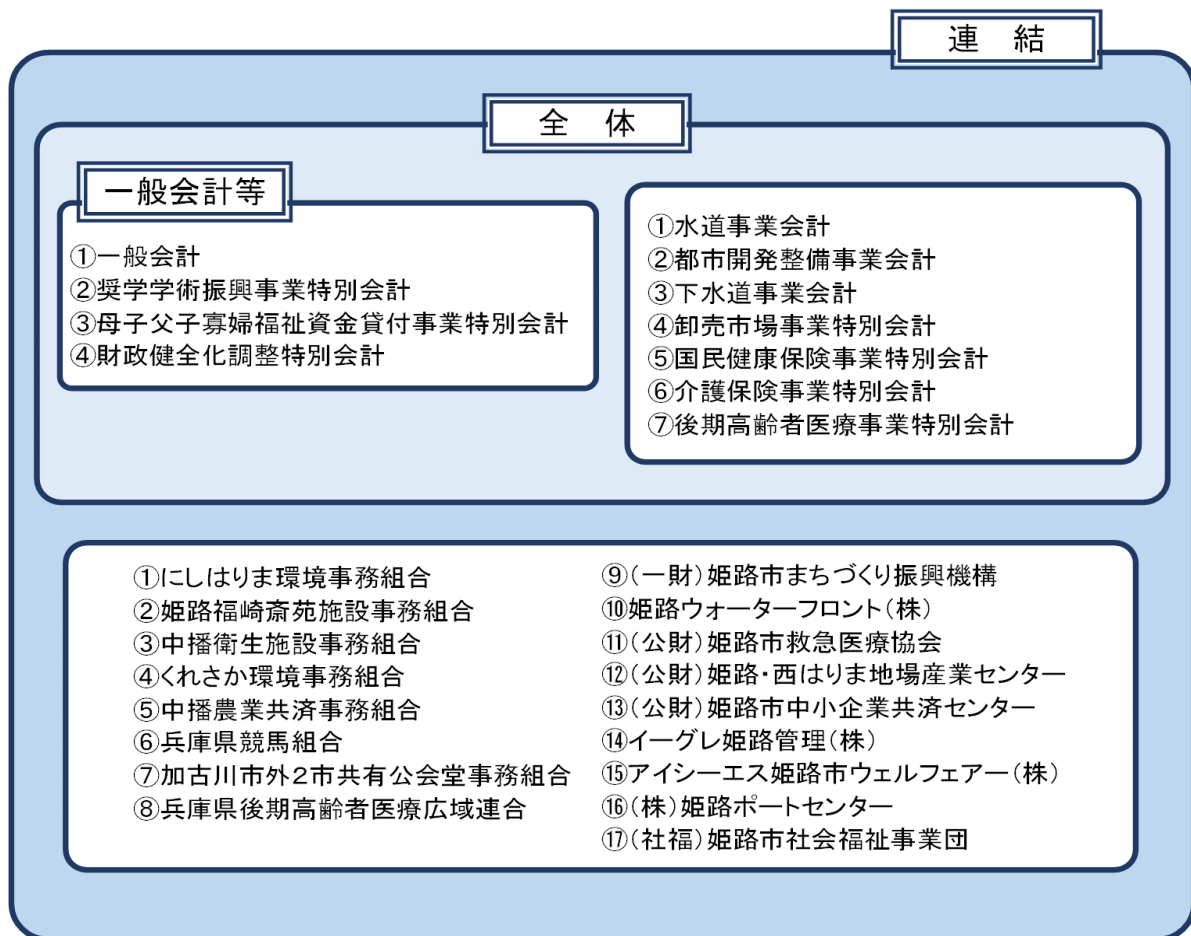 連　結
全　体
一般会計等
①一般会計
②奨学学術振興事業特別会計
③母子父子寡婦福祉資金貸付事業特別会計
④財政健全化調整特別会計
①水道事業会計
②都市開発整備事業会計
③下水道事業会計
④卸売市場事業特別会計
⑤国民健康保険事業特別会計
⑥介護保険事業特別会計
⑦後期高齢者医療事業特別会計
①にしはりま環境事務組合
②姫路福崎斎苑施設事務組合
③中播衛生施設事務組合
④くれさか環境事務組合
⑤中播農業共済事務組合
⑥兵庫県競馬組合
⑦加古川市外２市共有公会堂事務組合
⑧兵庫県後期高齢者医療広域連合
⑨(一財)姫路市まちづくり振興機構
⑩姫路ウォーターフロント(株)
⑪(公財)姫路市救急医療協会
⑫(公財)姫路・西はりま地場産業センター
⑬(公財)姫路市中小企業共済センター
⑭イーグレ姫路管理(株)
⑮アイシーエス姫路市ウェルフェアー(株)
⑯(株)姫路ポートセンター
⑰(社福)姫路市社会福祉事業団